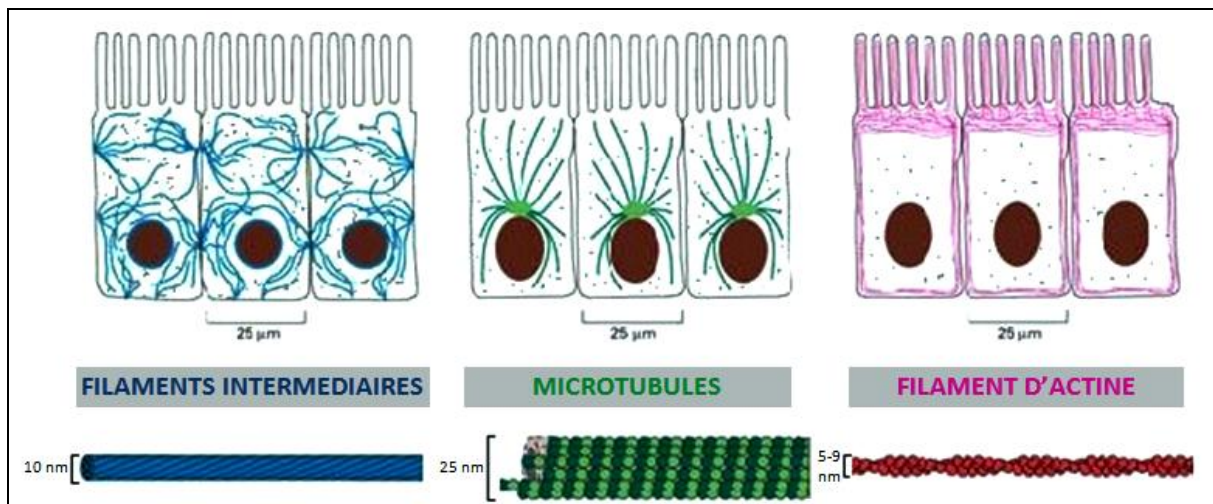 25 µm
25 µm
25 µm
FILAMENTS INTERMEDIAIRES
MICROTUBULES
FILAMENT D'ACTINE
10 nm
25 nm
5-9
nm